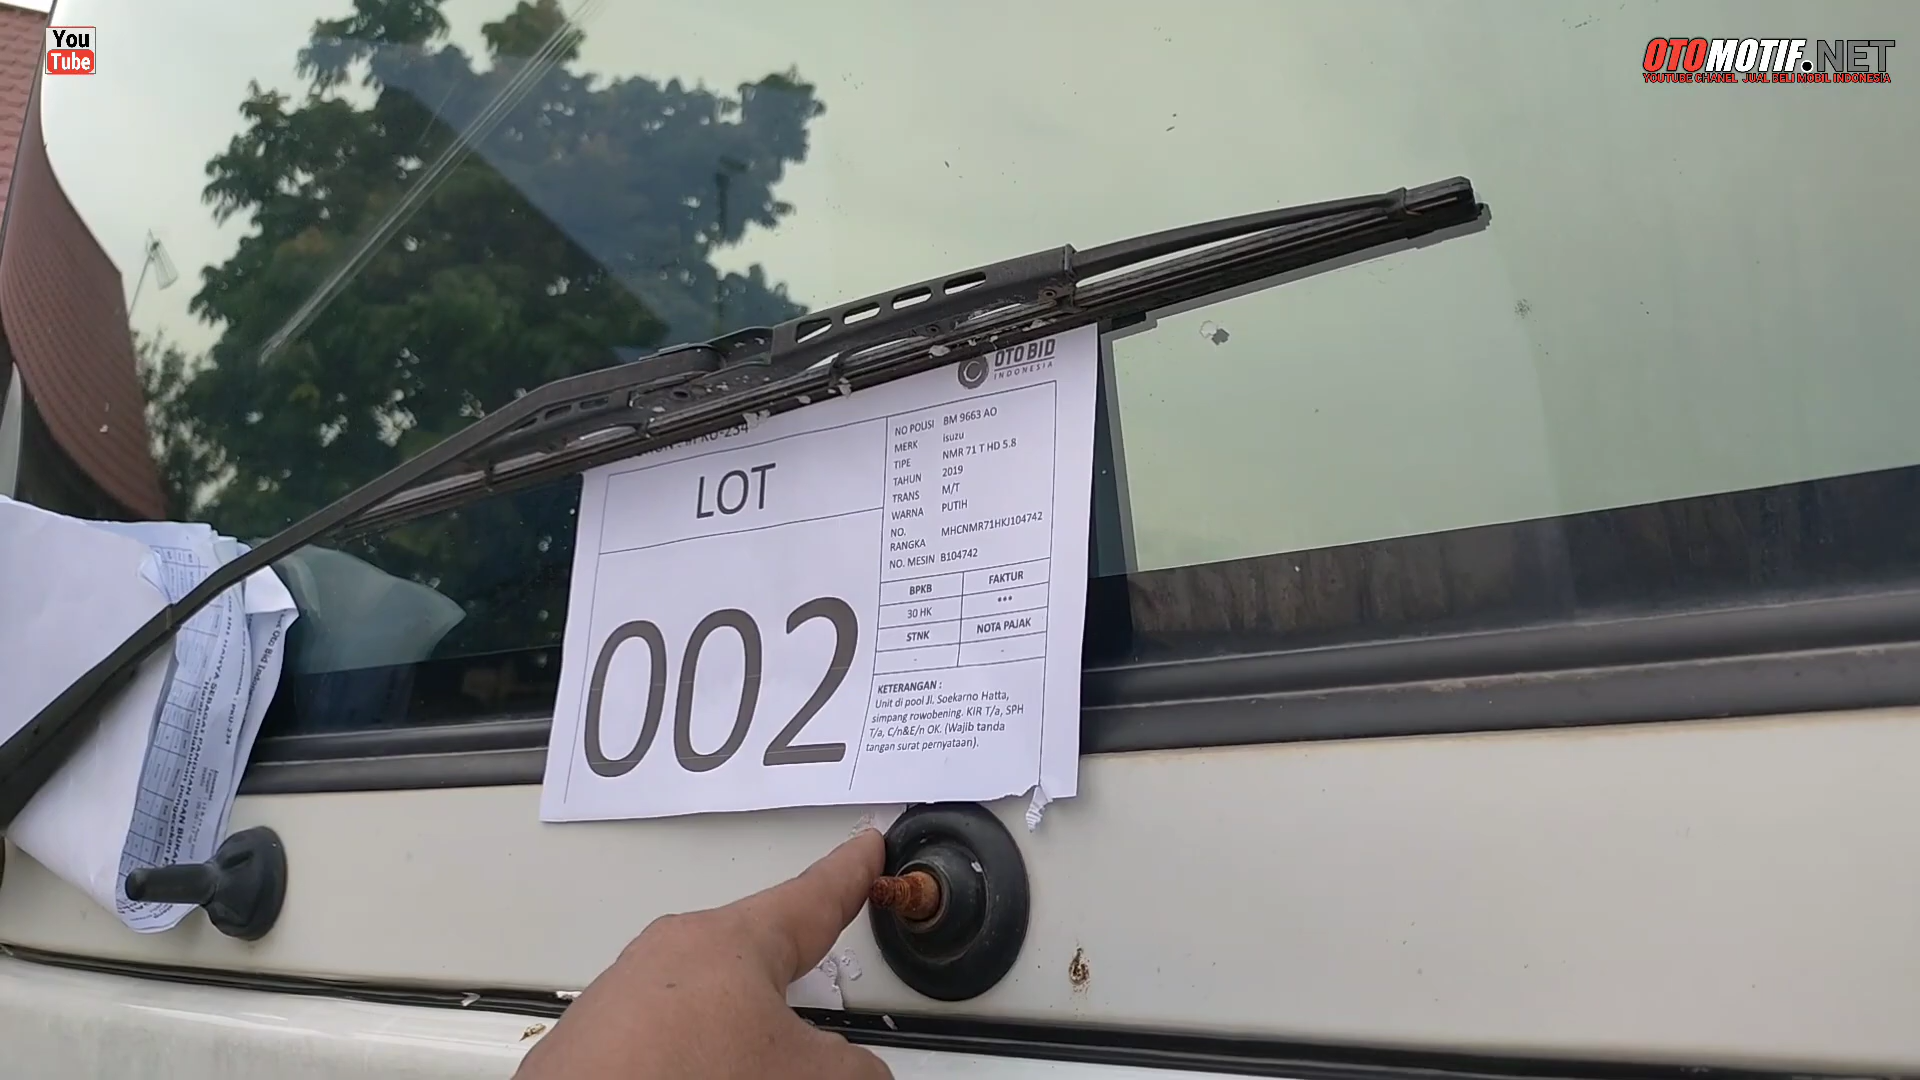 You
Tube
OTOMOTIF.NET
YOUTUBE CHANEL JUAL BELI MOBIL INDONESIA
OTO BID
INDONESIA
LOT
002
NO POLISI BM 9663 AO
MERK isuzu
TIPE NMR 71 T HD 5.8
TAHUN 2019
TRANS M/T
WARNA PUTIH
NO.
RANGKA MHCNMR71HKJ104742
NO. MESIN B104742
BPKB FAKTUR
30 HK ***
STNK NOTA PAJAK
- -
KETERANGAN :
Unit di pool Jl. Soekarno Hatta,
simpang rowobening. KIR T/a, SPH
T/a, C/n&E/n OK. (Wajib tanda
tangan surat pernyataan).